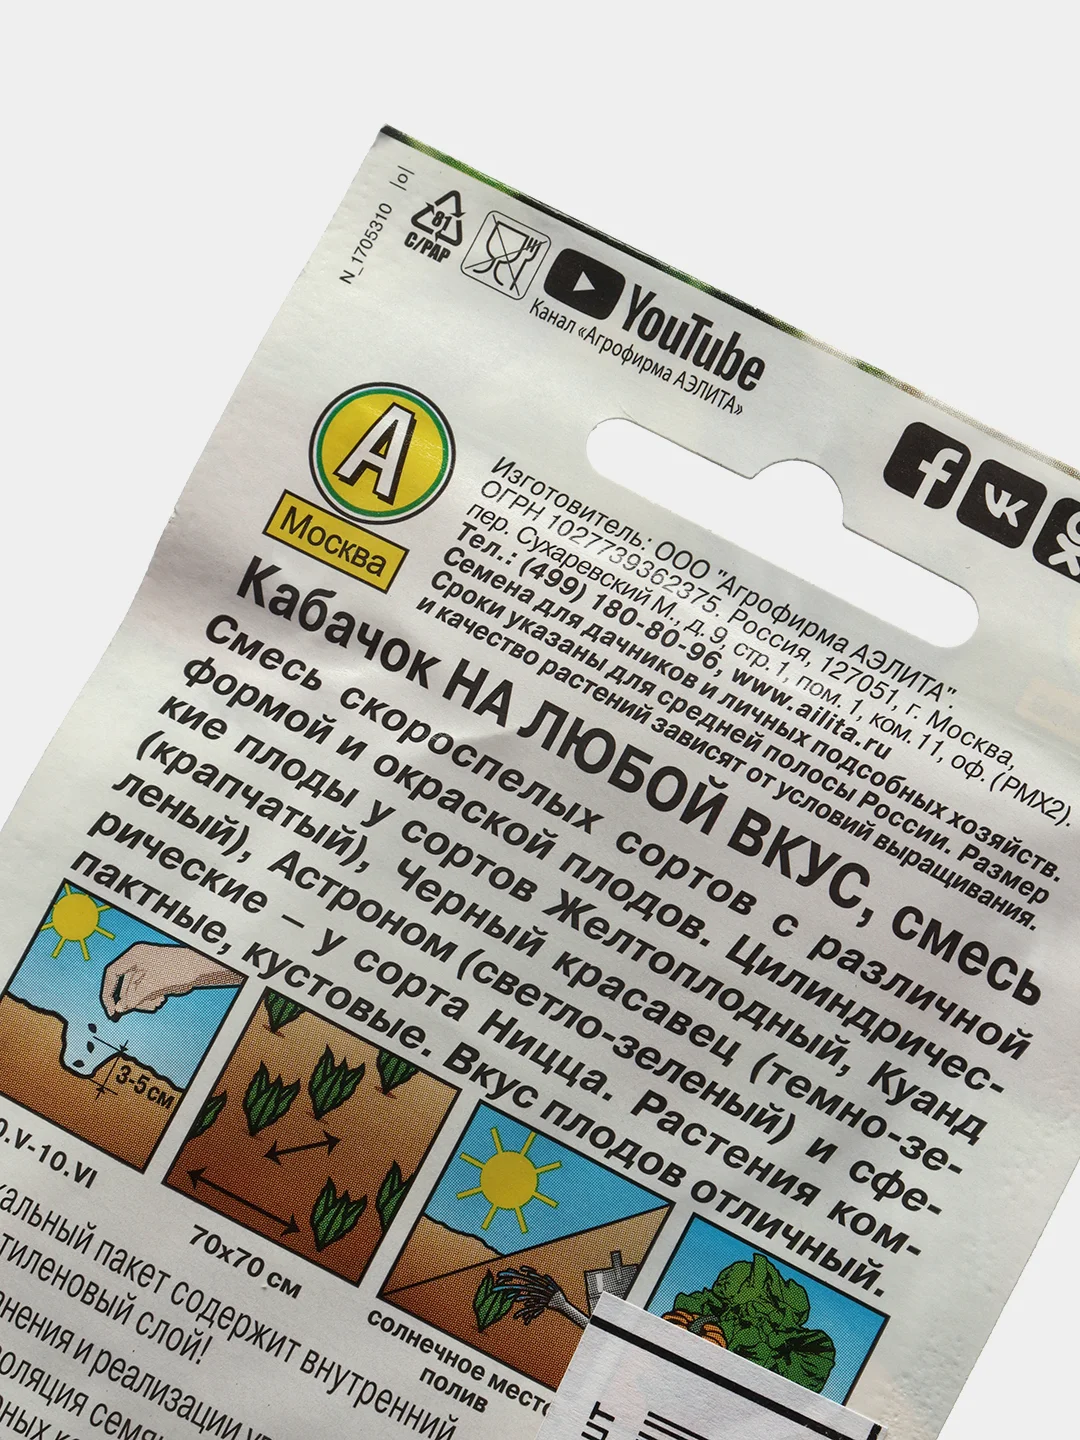 N_1705310
81
C/PAP
YouTube
Канал «Агрофирма АЭЛИТА»
А
Москва
Изготовитель: ООО "Агрофирма АЭЛИТА".
ОГРН 1027739362375. Россия, 127051, г. Москва,
пер. Сухаревский М., д. 9, стр. 1, пом. 1, ком. 11, оф. (РМХ2).
Тел.: (499) 180-80-96, www.ailita.ru
Семена для дачников и личных подсобных хозяйств.
Сроки указаны для средней полосы России. Размер
и качество растений зависят от условий выращивания.
Кабачок НА ЛЮБОЙ ВКУС, смесь
Смесь скороспелых сортов с различной
формой и окраской плодов. Цилиндричес-
кие плоды у сортов Желтоплодный, Куанд
(крапчатый), Черный красавец (темно-зе-
леный), Астроном (светло-зеленый) и сфе-
рические – у сорта Ницца. Растения ком-
пактные, кустовые. Вкус плодов отличный.
3-5 см
.V-10.VI
70х70 см
солнечное место
полив
пакет содержит внутренний
слой!
и реализации